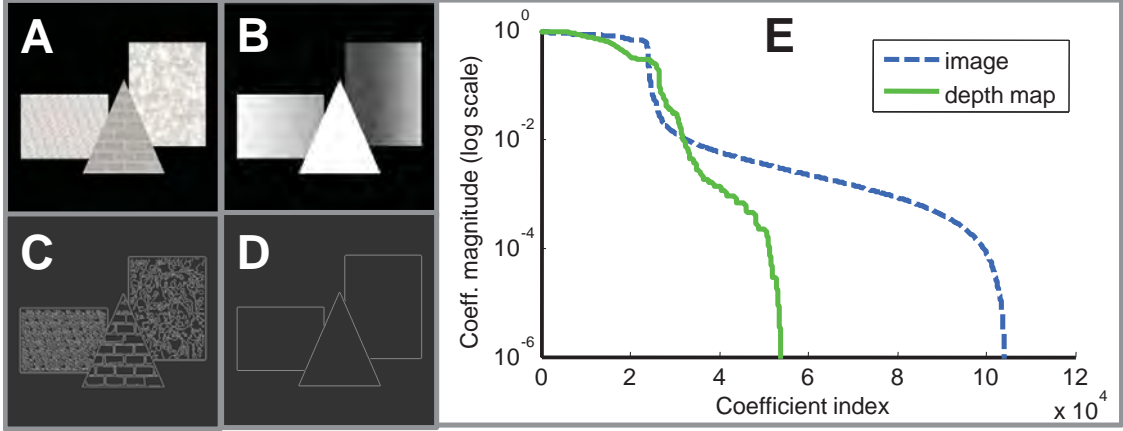 A
B
C
D
E
image
depth map
Coeff. magnitude (log scale)
10^0
10^-2
10^-4
10^-6
0 2 4 6 8 10 12
x 10^4
Coefficient index